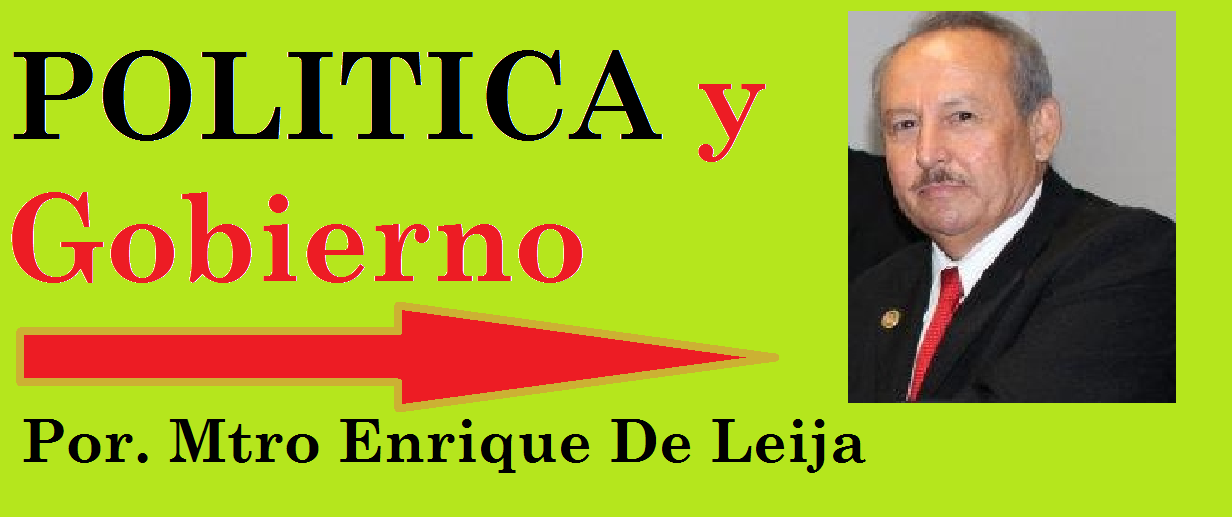 POLITICA y
Gobierno
Por. Mtro Enrique De Leija